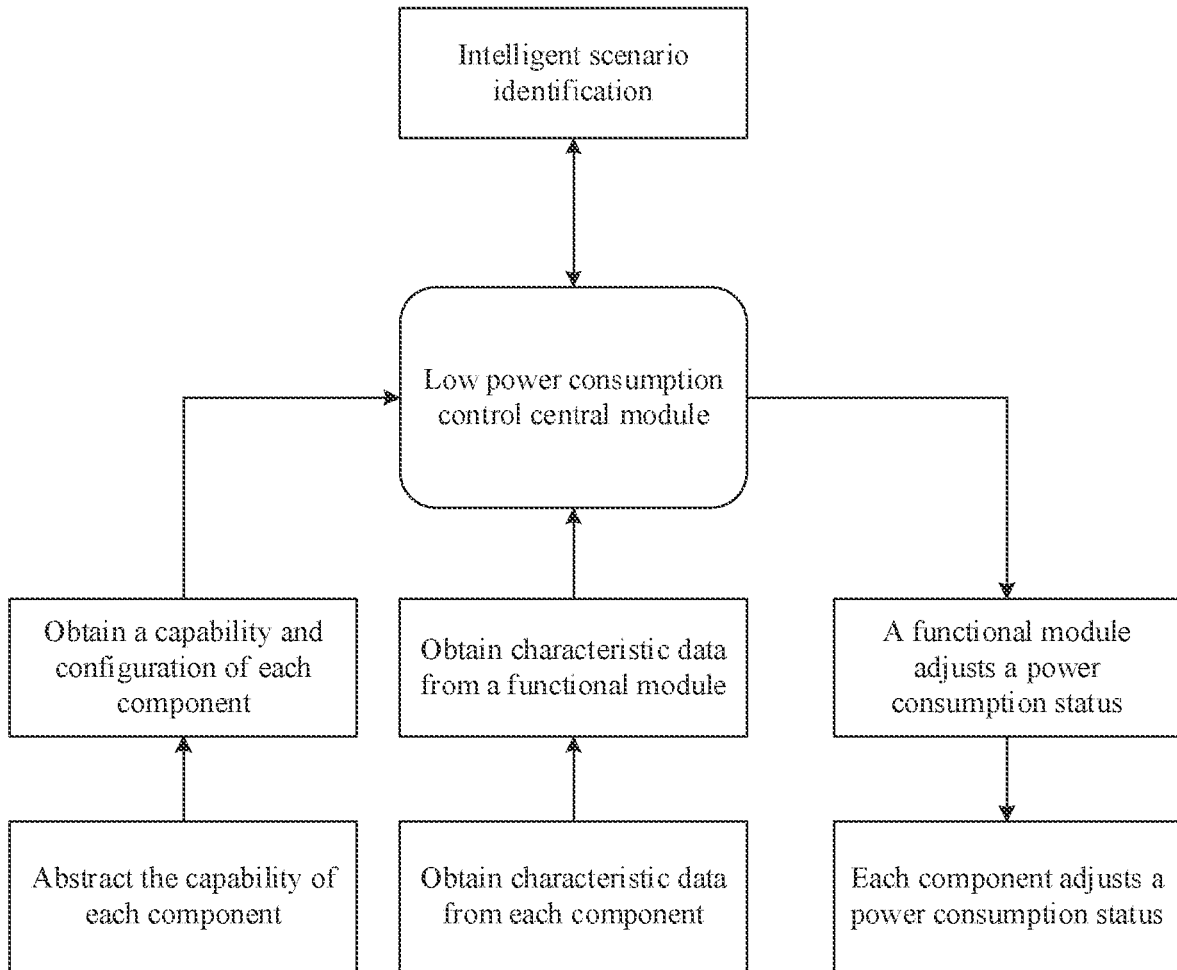 Intelligent scenario
identification
Low power consumption
control central module
Obtain a capability and
configuration of each
component
Obtain characteristic data
from a functional module
A functional module
adjusts a power
consumption status
Abstract the capability of
each component
Obtain characteristic data
from each component
Each component adjusts a
power consumption status